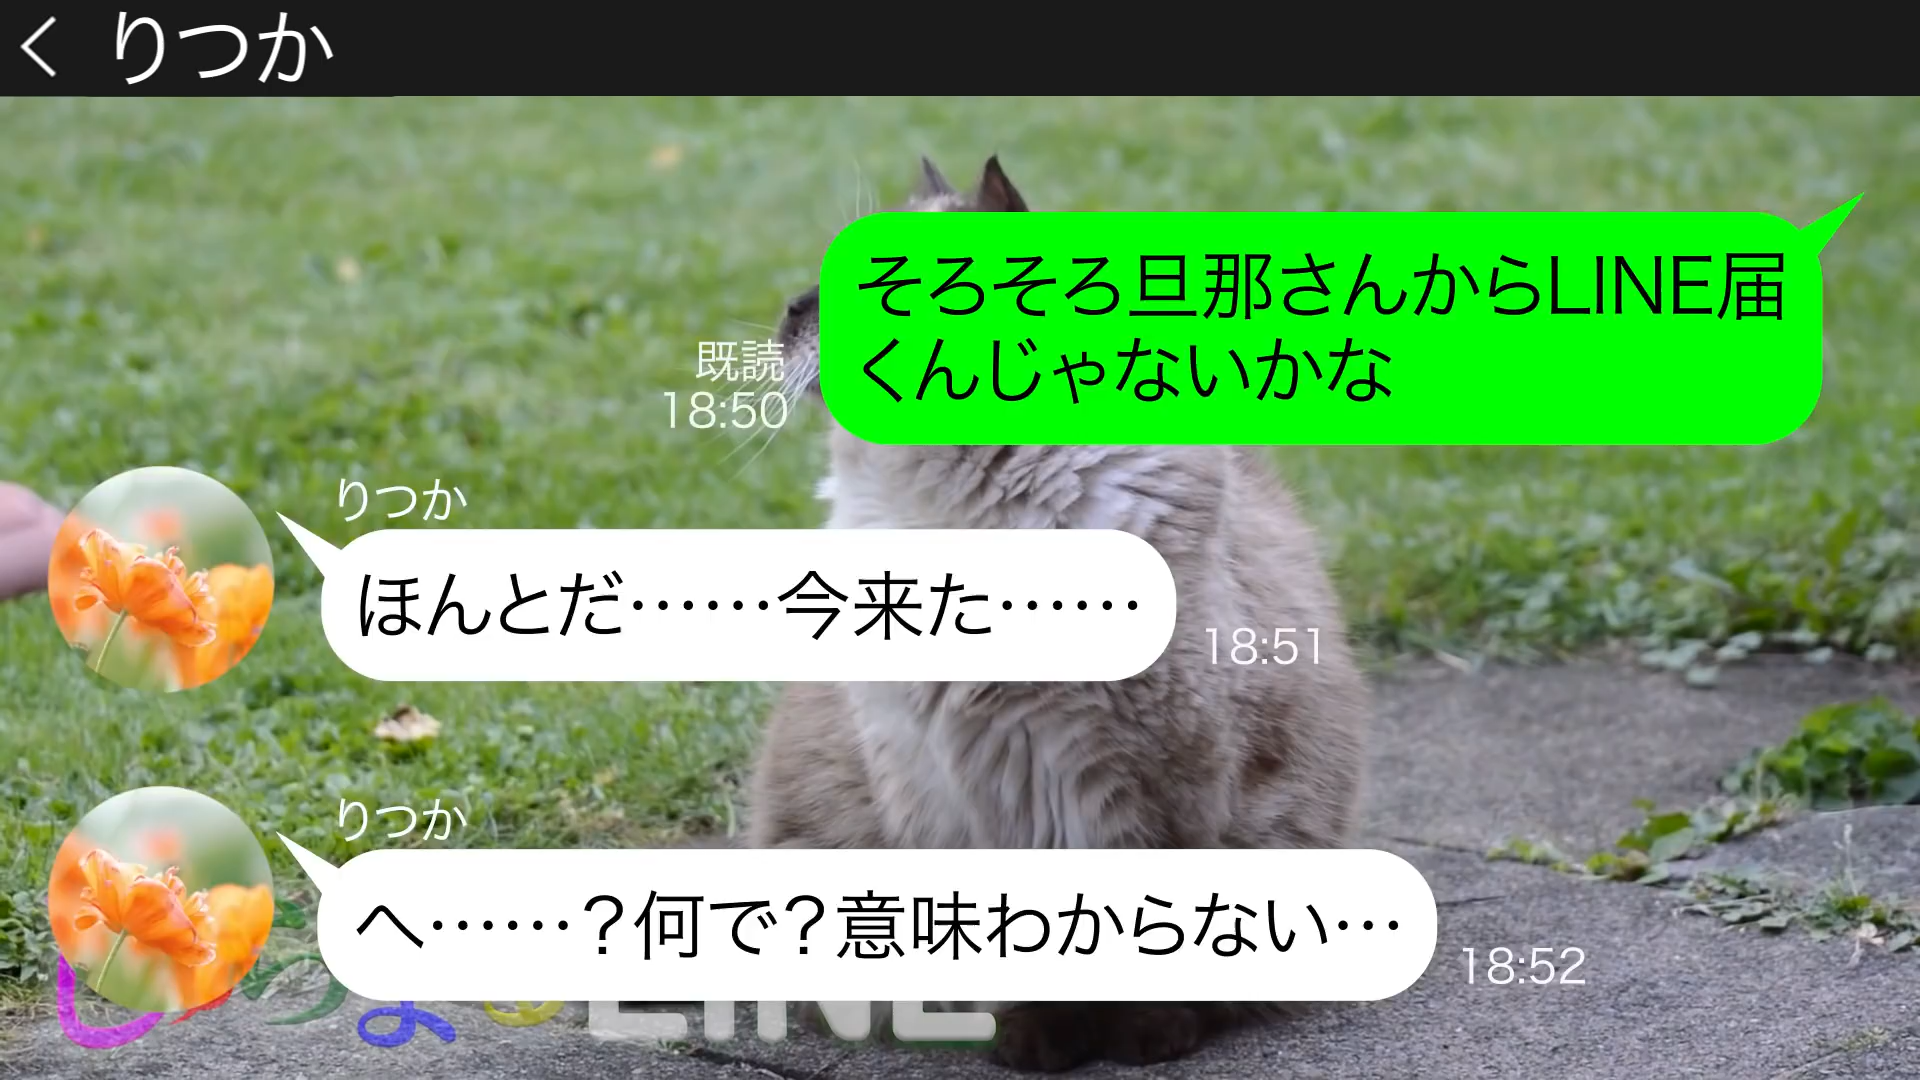 りつか
そろそろ旦那さんからLINE届
くんじゃないかな
既読
18:50
りつか
ほんとだ……今来た……
18:51
りつか
へ……？何で？意味わからない…
18:52
LINE